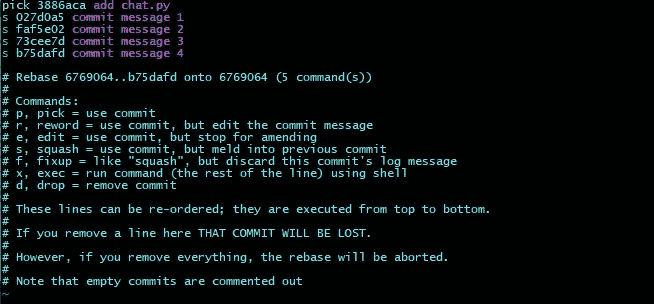 pick 3886aca add chat.py
s 027d0a5 commit message 1
s faf5e02 commit message 2
s 73cee7d commit message 3
s b75dafd commit message 4
# Rebase 6769064..b75dafd onto 6769064 (5 command(s))
#
# Commands:
# p, pick = use commit
# r, reword = use commit, but edit the commit message
# e, edit = use commit, but stop for amending
# s, squash = use commit, but meld into previous commit
# f, fixup = like "squash", but discard this commit's log message
# x, exec = run command (the rest of the line) using shell
# d, drop = remove commit
#
# These lines can be re-ordered; they are executed from top to bottom.
#
# If you remove a line here THAT COMMIT WILL BE LOST.
#
# However, if you remove everything, the rebase will be aborted.
#
# Note that empty commits are commented out
~